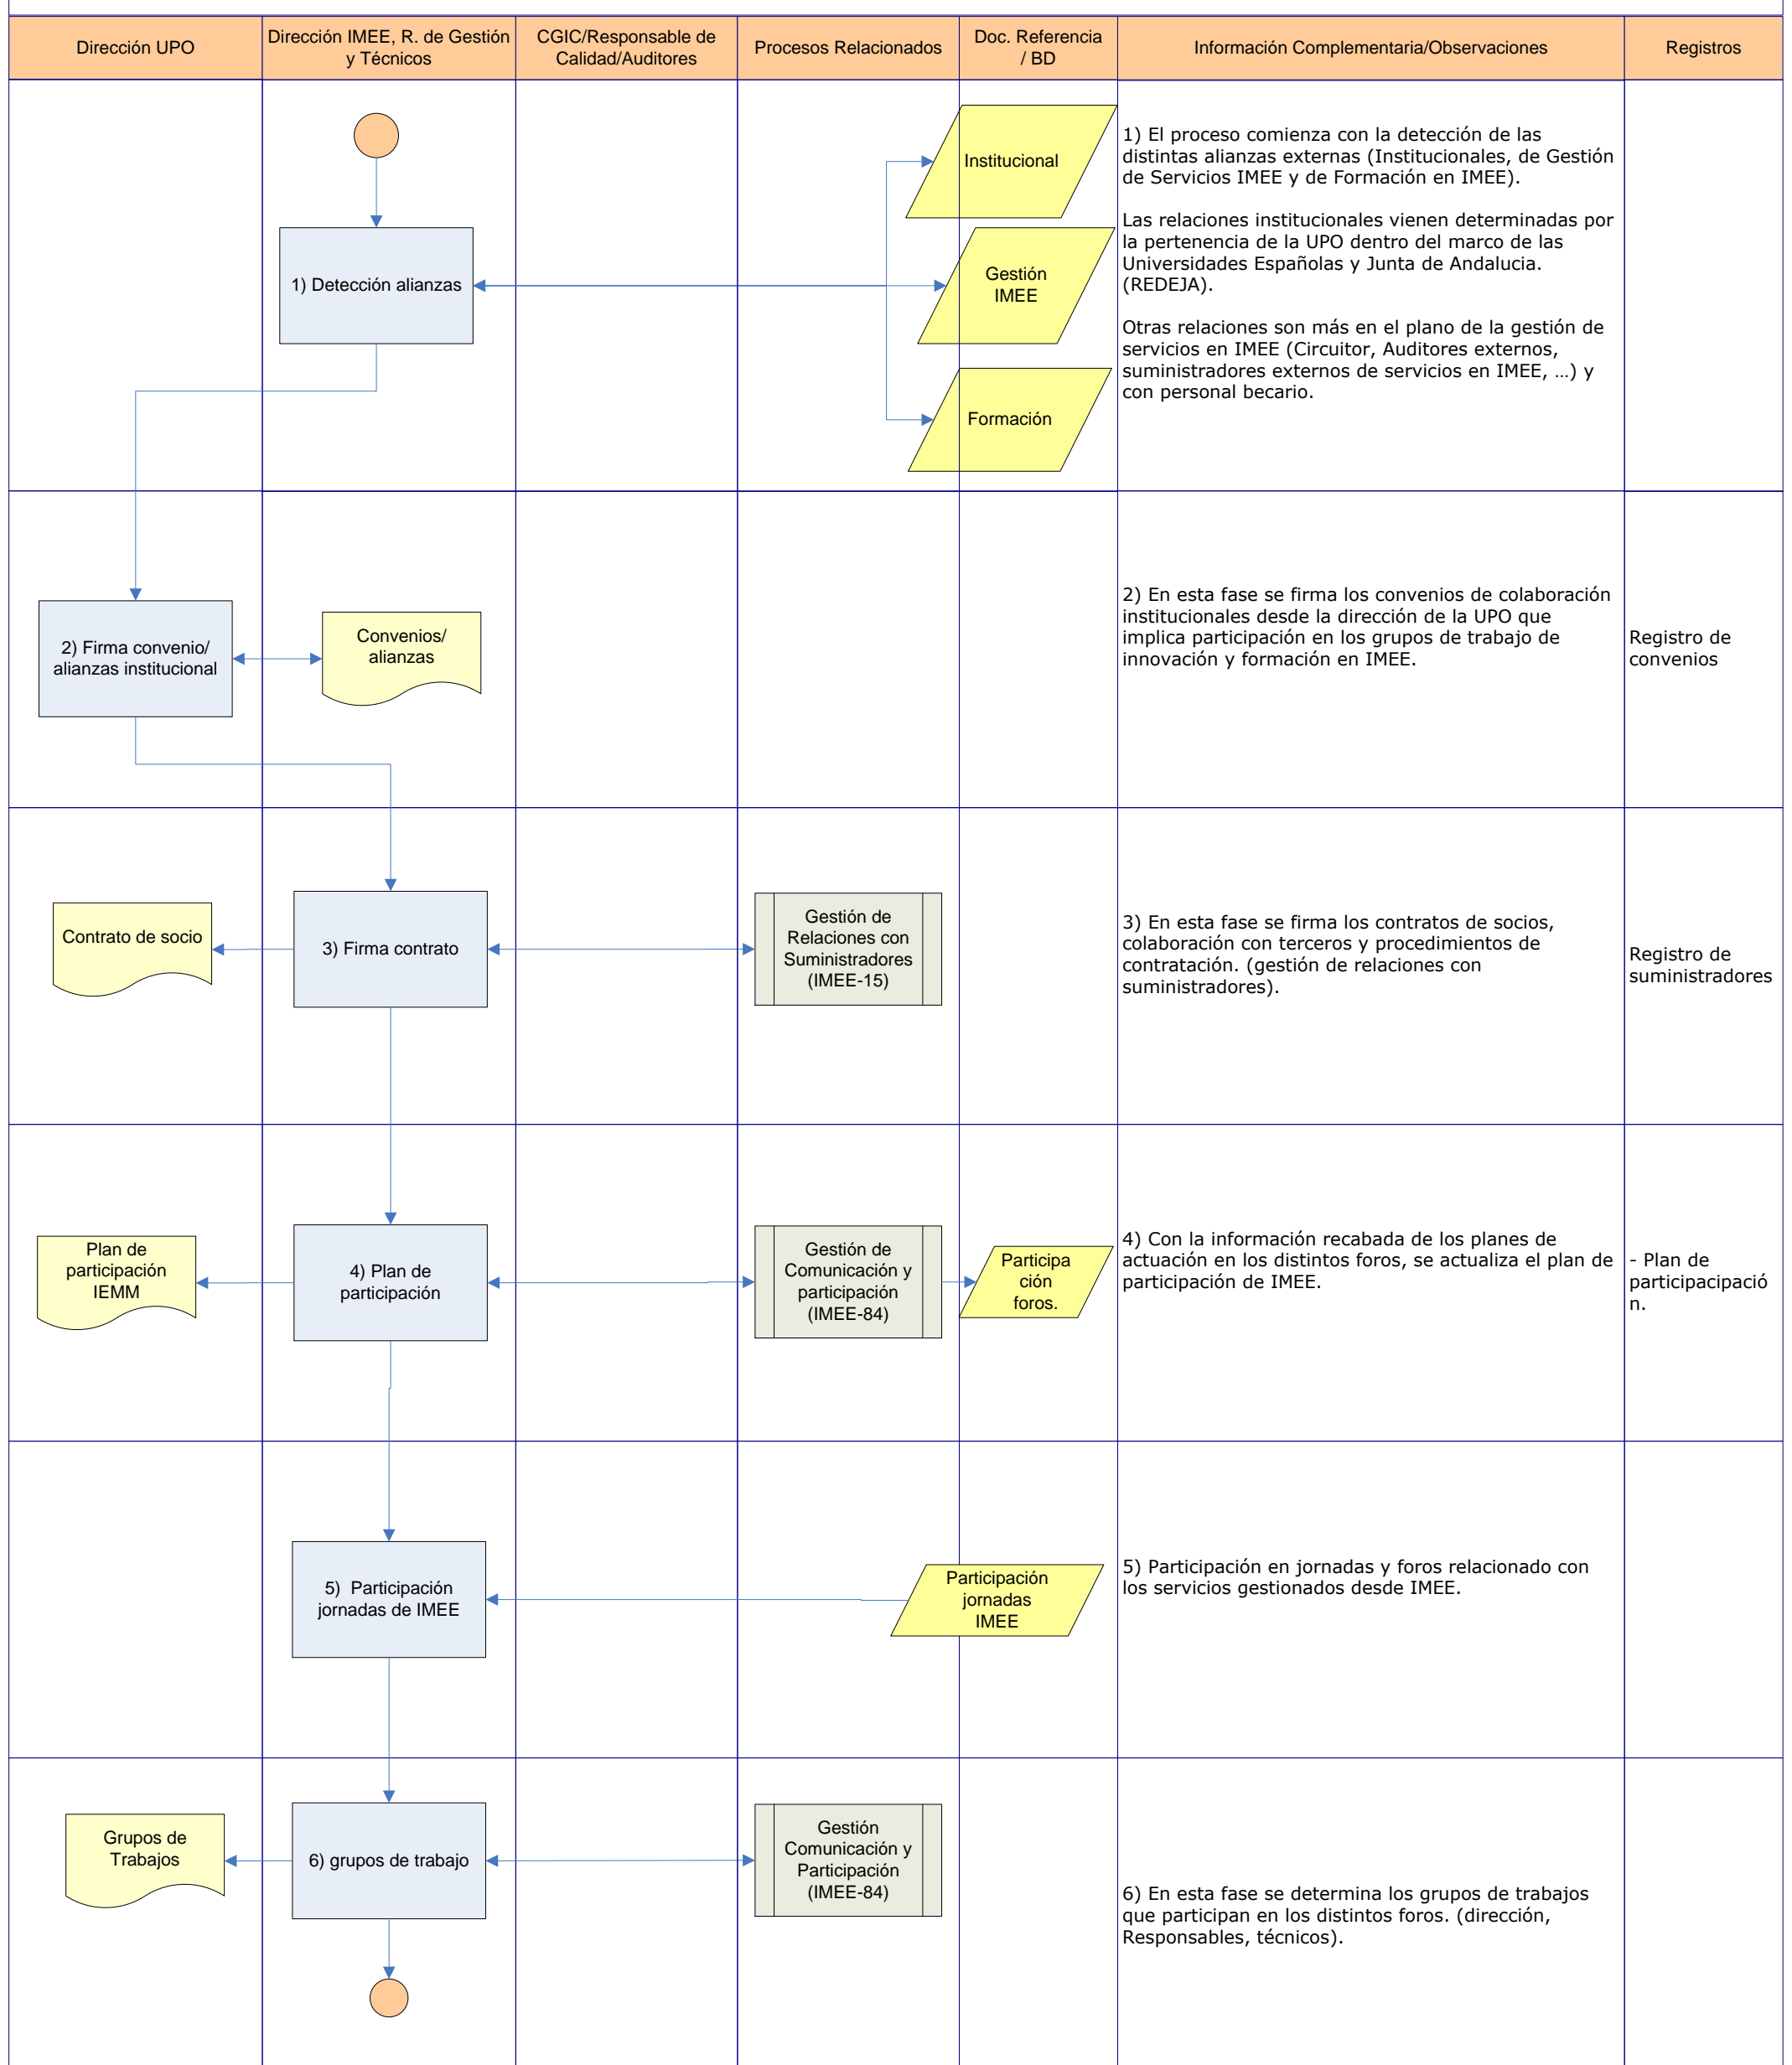 Dirección UPO
Dirección IMEE, R. de Gestión
y Técnicos
CGIC/Responsable de
Calidad/Auditores
Procesos Relacionados
Doc. Referencia
/ BD
Información Complementaria/Observaciones
Registros
1) Detección alianzas
Institucional
Gestión
IMEE
Formación
1) El proceso comienza con la detección de las
distintas alianzas externas (Institucionales, de Gestión
de Servicios IMEE y de Formación en IMEE).
Las relaciones institucionales vienen determinadas por
la pertenencia de la UPO dentro del marco de las
Universidades Españolas y Junta de Andalucia.
(REDEJA).
Otras relaciones son más en el plano de la gestión de
servicios en IMEE (Circuitor, Auditores externos,
suministradores externos de servicios en IMEE, …) y
con personal becario.
2) Firma convenio/
alianzas institucional
Convenios/
alianzas
2) En esta fase se firma los convenios de colaboración
institucionales desde la dirección de la UPO que
implica participación en los grupos de trabajo de
innovación y formación en IMEE.
Registro de
convenios
Contrato de socio
3) Firma contrato
Gestión de
Relaciones con
Suministradores
(IMEE-15)
3) En esta fase se firma los contratos de socios,
colaboración con terceros y procedimientos de
contratación. (gestión de relaciones con
suministradores).
Registro de
suministradores
Plan de
participación
IEMM
4) Plan de
participación
Gestión de
Comunicación y
participación
(IMEE-84)
Participa
ción
foros.
4) Con la información recabada de los planes de
actuación en los distintos foros, se actualiza el plan de
participación de IMEE.
- Plan de
participacipació
n.
5) Participación
jornadas de IMEE
Participación
jornadas
IMEE
5) Participación en jornadas y foros relacionado con
los servicios gestionados desde IMEE.
Grupos de
Trabajos
6) grupos de trabajo
Gestión
Comunicación y
Participación
(IMEE-84)
6) En esta fase se determina los grupos de trabajos
que participan en los distintos foros. (dirección,
Responsables, técnicos).